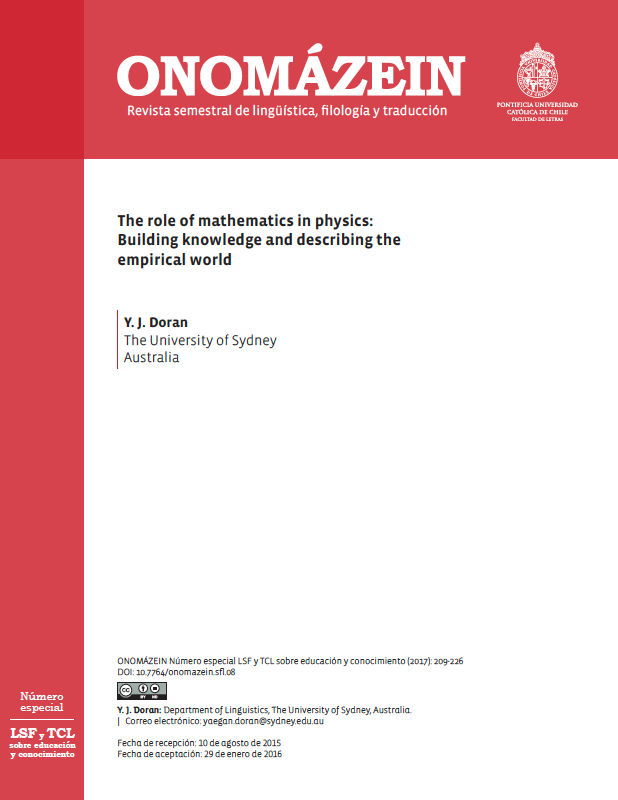 ONOMÁZEIN
Revista semestral de lingüística, filología y traducción
PONTIFICIA UNIVERSIDAD
CATÓLICA DE CHILE
FACULTAD DE LETRAS
The role of mathematics in physics:
Building knowledge and describing the
empirical world
Y. J. Doran
The University of Sydney
Australia
ONOMÁZEIN Número especial LSF y TCL sobre educación y conocimiento (2017): 209-226
DOI: 10.7764/onomazein.sfl.08
cc
BY ND
Y. J. Doran: Department of Linguistics, The University of Sydney, Australia.
| Correo electrónico: yaegan.doran@sydney.edu.au
Fecha de recepción: 10 de agosto de 2015
Fecha de aceptación: 29 de enero de 2016
Número
especial
LSF y TCL
sobre educación
y conocimiento